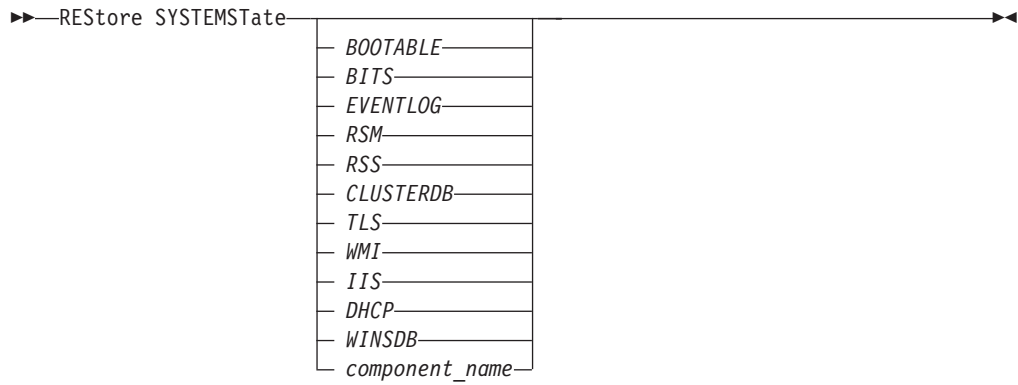 REStore SYSTEMSTate
BOOTABLE
BITS
EVENTLOG
RSM
RSS
CLUSTERDB
TLS
WMI
IIS
DHCP
WINSDB
component_name